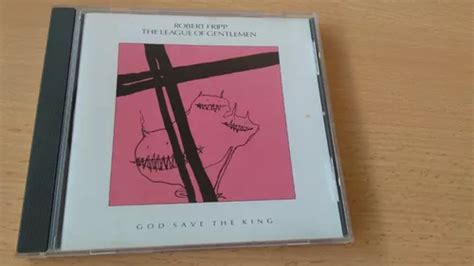 ROBERT FRIPP
THE LEAGUE OF GENTLEMEN
GOD SAVE THE KING